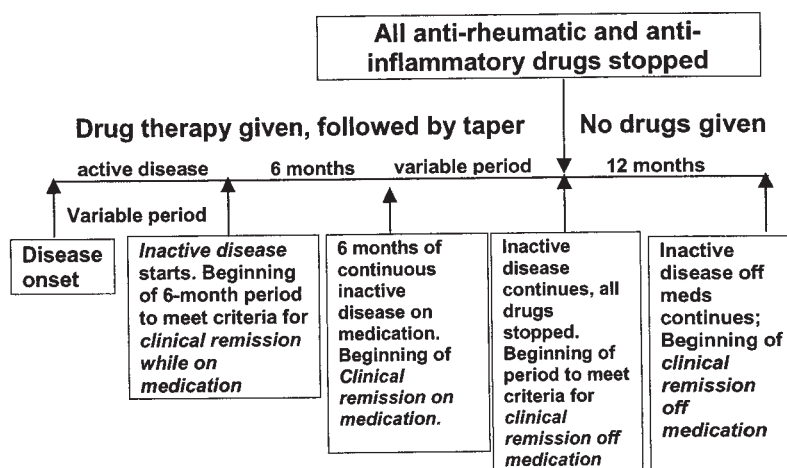 All anti-rheumatic and anti-
inflammatory drugs stopped
Drug therapy given, followed by taper
No drugs given
active disease
6 months
variable period
12 months
Variable period
Disease
onset
Inactive disease
starts. Beginning
of 6-month period
to meet criteria for
clinical remission
while on
medication
6 months of
continuous
inactive
disease on
medication.
Beginning of
Clinical
remission on
medication.
Inactive
disease
continues, all
drugs
stopped.
Beginning of
period to meet
criteria for
clinical
remission off
medication
Inactive
disease off
meds
continues;
Beginning of
clinical
remission
off
medication